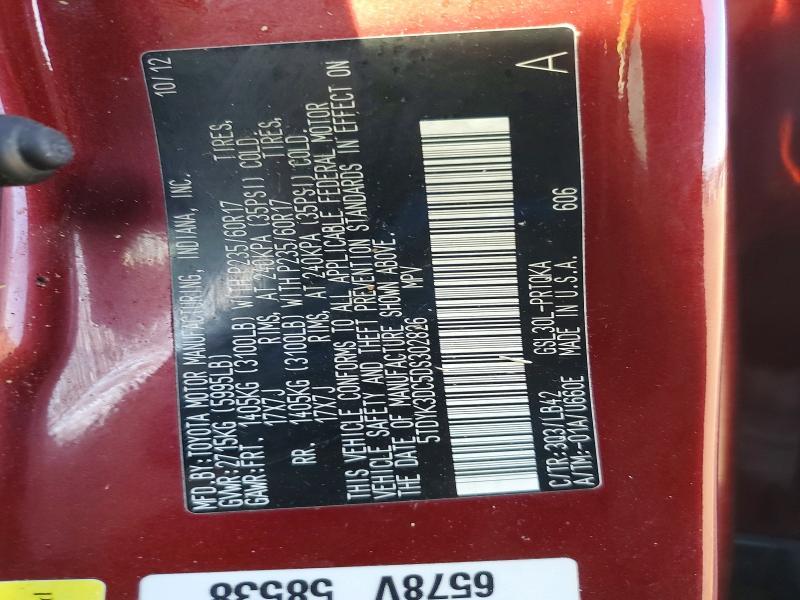 MFD.BY:TOYOTA MOTOR MANUFACTURING, INDIANA, INC. 10/12
GVWR:2715KG (5995LB)
GAWR:FRT. 1405KG (3100LB) WITH P235/60R17 TIRES,
17X7J RIMS, AT 240KPA (35PSI) COLD.
RR. 1405KG (3100LB) WITH P235/60R17 TIRES,
17X7J RIMS, AT 240KPA (35PSI) COLD.
THIS VEHICLE CONFORMS TO ALL APPLICABLE FEDERAL MOTOR
VEHICLE SAFETY AND THEFT PREVENTION STANDARDS IN EFFECT ON
THE DATE OF MANUFACTURE SHOWN ABOVE.
5TDYK3DC5DS302826 MPV
C/TR:3Q3/LB42 GSL30L-PRTQKA 606 A
A/TM:-01A/U660E MADE IN U.S.A.
6578V
58538